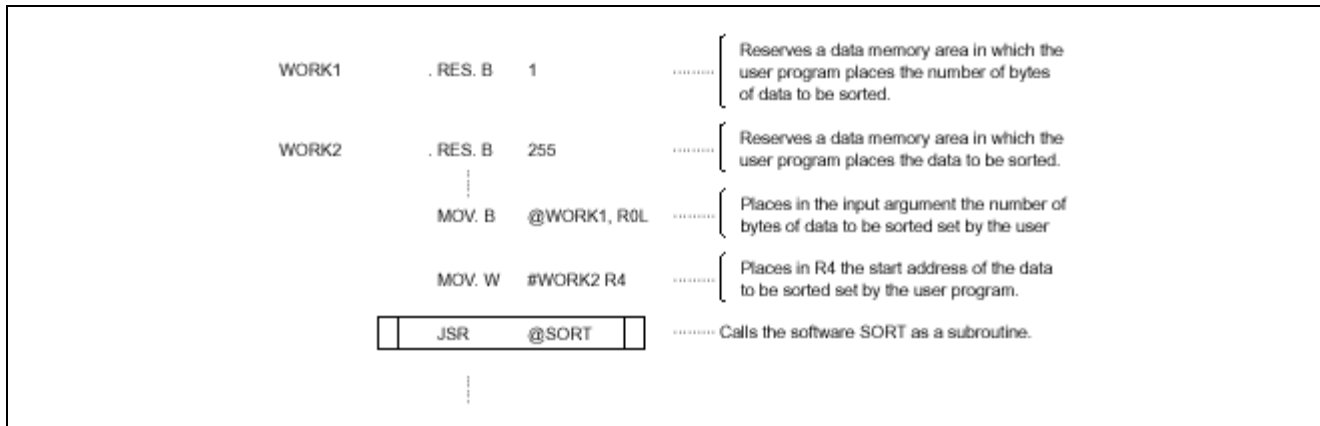 WORK1 . RES. B 1 ......... Reserves a data memory area in which the
user program places the number of bytes
of data to be sorted.
WORK2 . RES. B 255 ......... Reserves a data memory area in which the
user program places the data to be sorted.
MOV. B @WORK1, R0L ......... Places in the input argument the number of
bytes of data to be sorted set by the user
MOV. W #WORK2 R4 ......... Places in R4 the start address of the data
to be sorted set by the user program.
JSR @SORT ......... Calls the software SORT as a subroutine.